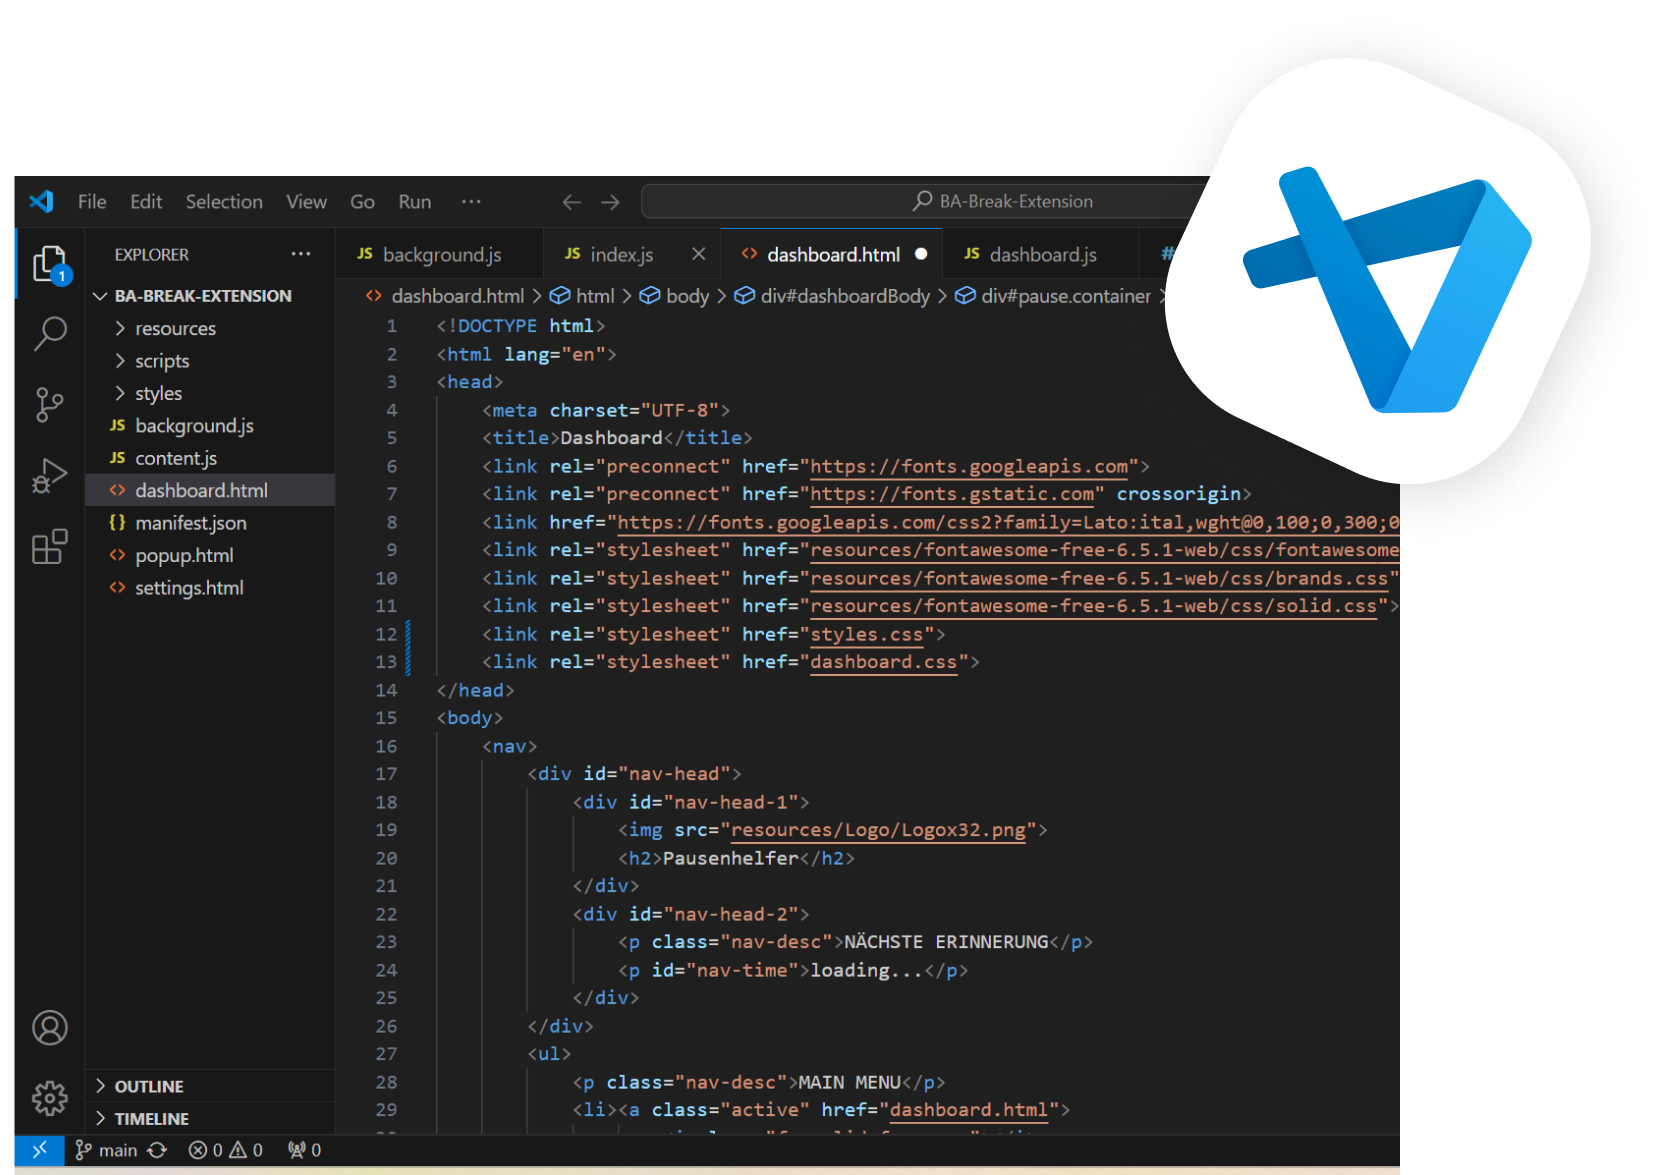 File Edit Selection View Go Run ··· BA-Break-Extension
EXPLORER ···
1
BA-BREAK-EXTENSION
resources
scripts
styles
JS background.js
JS content.js
<> dashboard.html
{} manifest.json
<> popup.html
<> settings.html
OUTLINE
TIMELINE
JS background.js JS index.js <> dashboard.html JS dashboard.js #
<> dashboard.html > html > body > div#dashboardBody > div#pause.container >
1 <!DOCTYPE html>
2 <html lang="en">
3 <head>
4 <meta charset="UTF-8">
5 <title>Dashboard</title>
6 <link rel="preconnect" href="https://fonts.googleapis.com">
7 <link rel="preconnect" href="https://fonts.gstatic.com" crossorigin>
8 <link href="https://fonts.googleapis.com/css2?family=Lato:ital,wght@0,100;0,300;0
9 <link rel="stylesheet" href="resources/fontawesome-free-6.5.1-web/css/fontawesome
10 <link rel="stylesheet" href="resources/fontawesome-free-6.5.1-web/css/brands.css"
11 <link rel="stylesheet" href="resources/fontawesome-free-6.5.1-web/css/solid.css">
12 <link rel="stylesheet" href="styles.css">
13 <link rel="stylesheet" href="dashboard.css">
14 </head>
15 <body>
16 <nav>
17 <div id="nav-head">
18 <div id="nav-head-1">
19 <img src="resources/Logo/Logox32.png">
20 <h2>Pausenhelfer</h2>
21 </div>
22 <div id="nav-head-2">
23 <p class="nav-desc">NÄCHSTE ERINNERUNG</p>
24 <p id="nav-time">loading...</p>
25 </div>
26 </div>
27 <ul>
28 <p class="nav-desc">MAIN MENU</p>
29 <li><a class="active" href="dashboard.html">
main 0 0 0